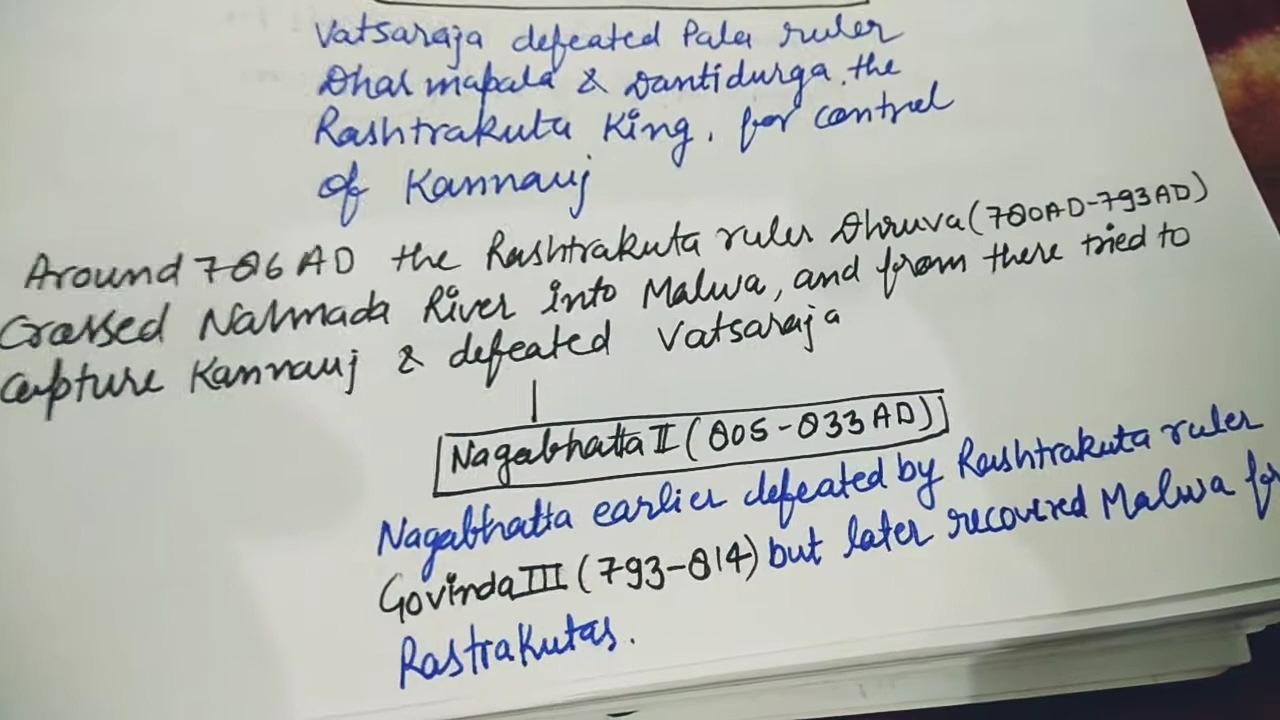 Vatsaraja defeated Pala ruler
Dharmapala & Dantidurga, the
Rashtrakuta King, for control
of Kannauj
Around 786 AD the Rashtrakuta ruler Dhruva (780AD-793AD)
Crossed Narmada River into Malwa, and from there tried to
capture Kannauj & defeated Vatsaraja
Nagabhatta II (805-833 AD)
Nagabhatta earlier defeated by Rashtrakuta ruler
Govinda III (793-814) but later recovered Malwa
Rastrakutas.